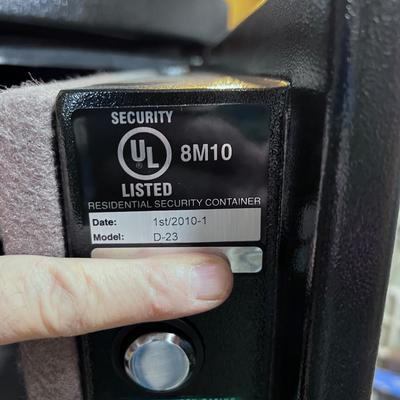 SECURITY
UL ® 8M10
LISTED
RESIDENTIAL SECURITY CONTAINER
Date: 1st/2010-1
Model: D-23